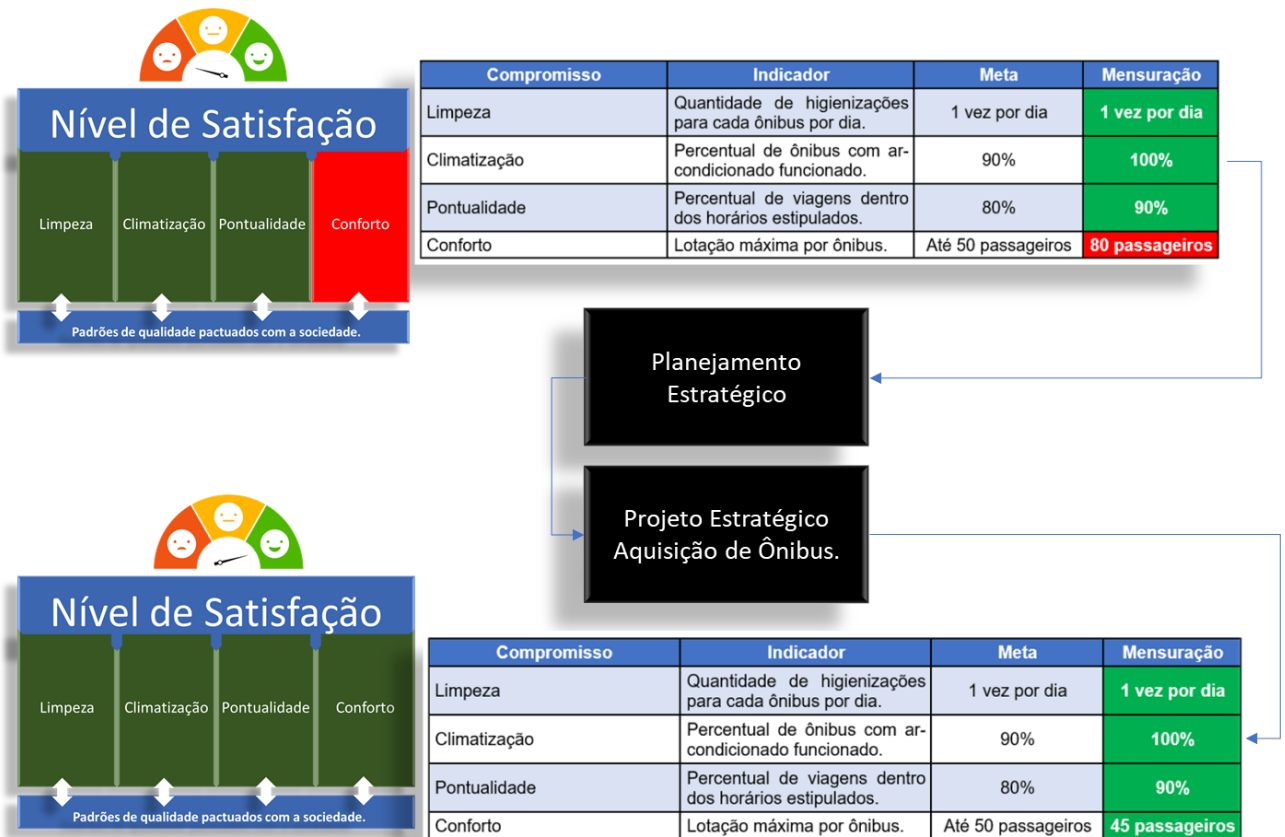 Nível de Satisfação
Limpeza
Climatização
Pontualidade
Conforto
Padrões de qualidade pactuados com a sociedade.
Compromisso Indicador Meta Mensuração
Limpeza
Quantidade de higienizações
para cada ônibus por dia.
1 vez por dia
1 vez por dia
Climatização
Percentual de ônibus com ar-
condicionado funcionado.
90%
100%
Pontualidade
Percentual de viagens dentro
dos horários estipulados.
80%
90%
Conforto
Lotação máxima por ônibus.
Até 50 passageiros
80 passageiros
Planejamento
Estratégico
Projeto Estratégico
Aquisição de Ônibus.
Nível de Satisfação
Limpeza
Climatização
Pontualidade
Conforto
Padrões de qualidade pactuados com a sociedade.
Compromisso Indicador Meta Mensuração
Limpeza
Quantidade de higienizações
para cada ônibus por dia.
1 vez por dia
1 vez por dia
Climatização
Percentual de ônibus com ar-
condicionado funcionado.
90%
100%
Pontualidade
Percentual de viagens dentro
dos horários estipulados.
80%
90%
Conforto
Lotação máxima por ônibus.
Até 50 passageiros
45 passageiros